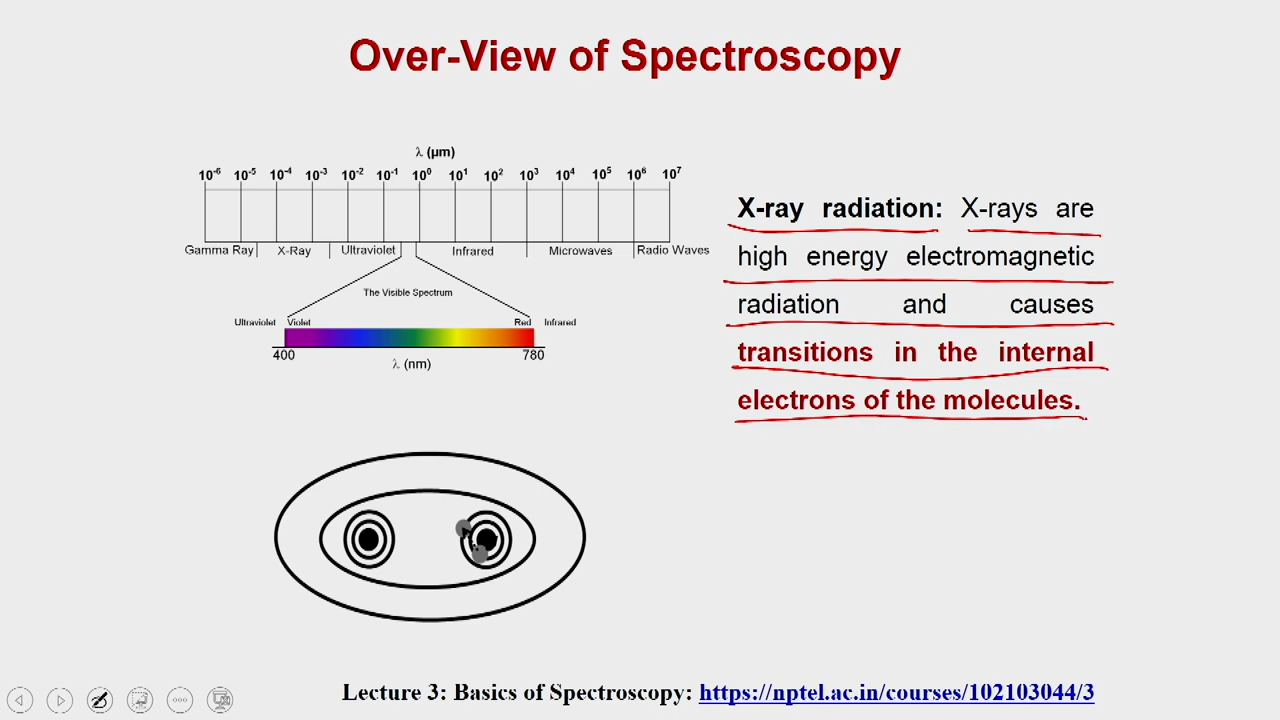 Over-View of Spectroscopy
λ (µm)
10⁻⁶ 10⁻⁵ 10⁻⁴ 10⁻³ 10⁻² 10⁻¹ 10⁰ 10¹ 10² 10³ 10⁴ 10⁵ 10⁶ 10⁷
Gamma Ray X-Ray Ultraviolet Infrared Microwaves Radio Waves
The Visible Spectrum
Ultraviolet Violet Red Infrared
400 780
λ (nm)
X-ray radiation: X-rays are
high energy electromagnetic
radiation and causes
transitions in the internal
electrons of the molecules.
Lecture 3: Basics of Spectroscopy: https://nptel.ac.in/courses/102103044/3